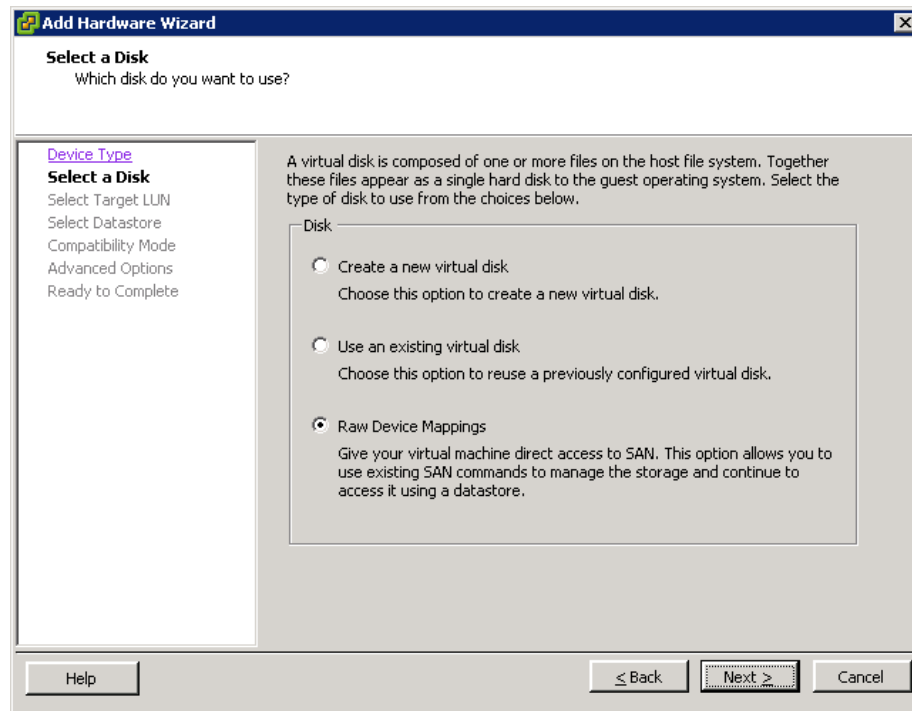 Add Hardware Wizard
Select a Disk
Which disk do you want to use?
Device Type
Select a Disk
Select Target LUN
Select Datastore
Compatibility Mode
Advanced Options
Ready to Complete
A virtual disk is composed of one or more files on the host file system. Together
these files appear as a single hard disk to the guest operating system. Select the
type of disk to use from the choices below.
Disk
Create a new virtual disk
Choose this option to create a new virtual disk.
Use an existing virtual disk
Choose this option to reuse a previously configured virtual disk.
Raw Device Mappings
Give your virtual machine direct access to SAN. This option allows you to
use existing SAN commands to manage the storage and continue to
access it using a datastore.
Help
< Back
Next >
Cancel